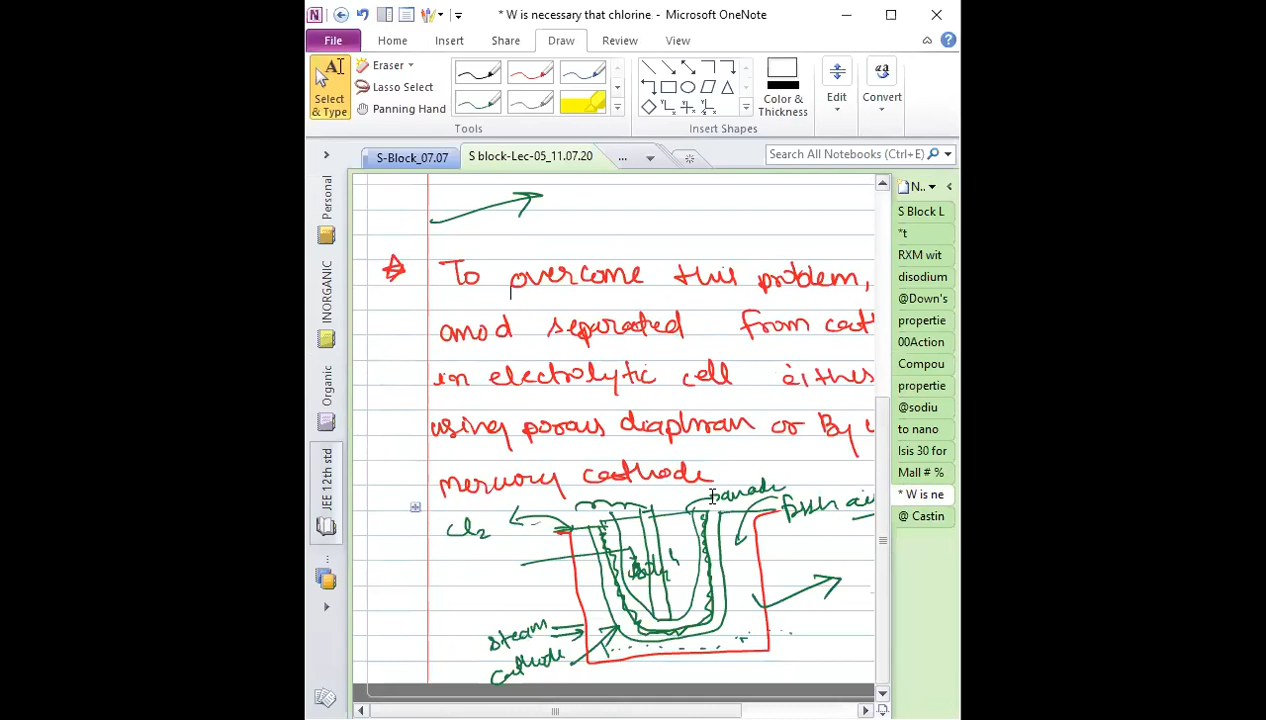 * W is necessary that chlorine - Microsoft OneNote
File Home Insert Share Draw Review View
Select & Type
Eraser
Lasso Select
Panning Hand
Tools
Insert Shapes
Color & Thickness
Edit
Convert
S-Block_07.07
S block-Lec-05_11.07.20
...
Search All Notebooks (Ctrl+E)
N..
Personal
INORGANIC
Organic
JEE 12th std
S Block L
*t
RXM wit
disodium
@Down's
propertie
00Action
Compou
propertie
@sodiu
to nano
Isis 30 for
Mall # %
* W is ne
@ Castin
To overcome this problem,
anod separated from cat
in electrolytic cell either
using porous diaphran or By
mercury cathode
Cl2
steam
cathode